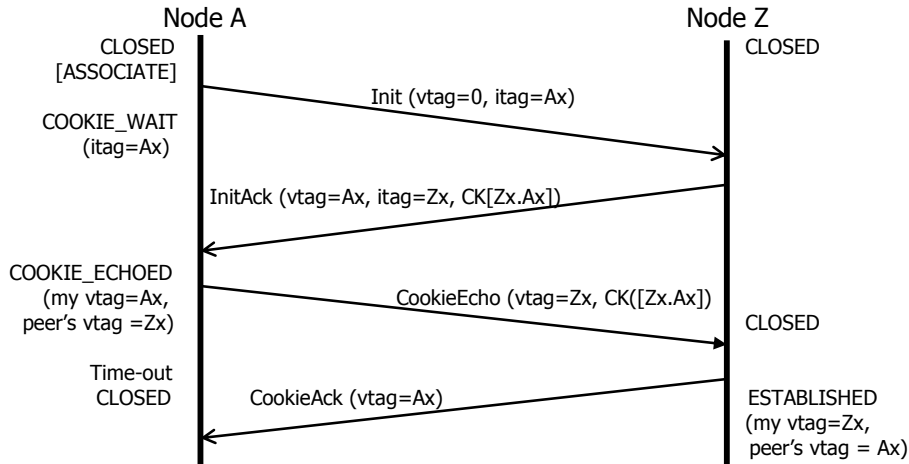 Node A
Node Z
CLOSED
[ASSOCIATE]
CLOSED
Init (vtag=0, itag=Ax)
COOKIE_WAIT
(itag=Ax)
InitAck (vtag=Ax, itag=Zx, CK[Zx.Ax])
COOKIE_ECHOED
(my vtag=Ax,
peer's vtag =Zx)
CookieEcho (vtag=Zx, CK([Zx.Ax])
CLOSED
Time-out
CLOSED
CookieAck (vtag=Ax)
ESTABLISHED
(my vtag=Zx,
peer's vtag = Ax)